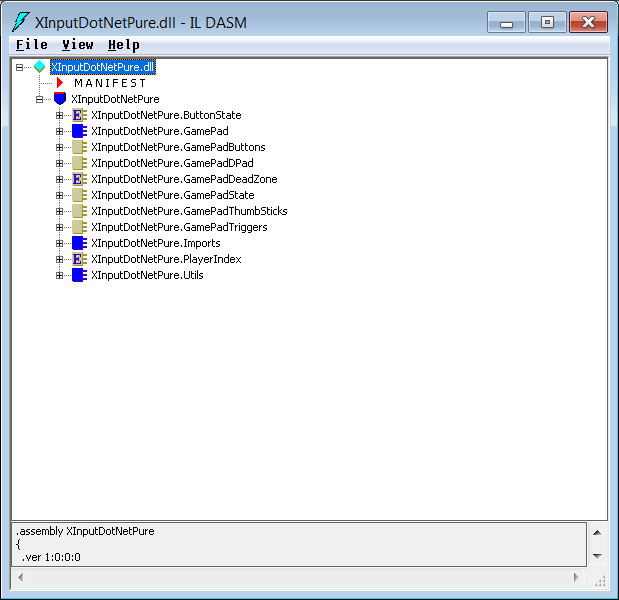 XInputDotNetPure.dll - IL DASM
File View Help
XInputDotNetPure.dll
MANIFEST
XInputDotNetPure
E XInputDotNetPure.ButtonState
XInputDotNetPure.GamePad
XInputDotNetPure.GamePadButtons
XInputDotNetPure.GamePadDPad
E XInputDotNetPure.GamePadDeadZone
XInputDotNetPure.GamePadState
XInputDotNetPure.GamePadThumbSticks
XInputDotNetPure.GamePadTriggers
XInputDotNetPure.Imports
E XInputDotNetPure.PlayerIndex
XInputDotNetPure.Utils
.assembly XInputDotNetPure
{
.ver 1:0:0:0